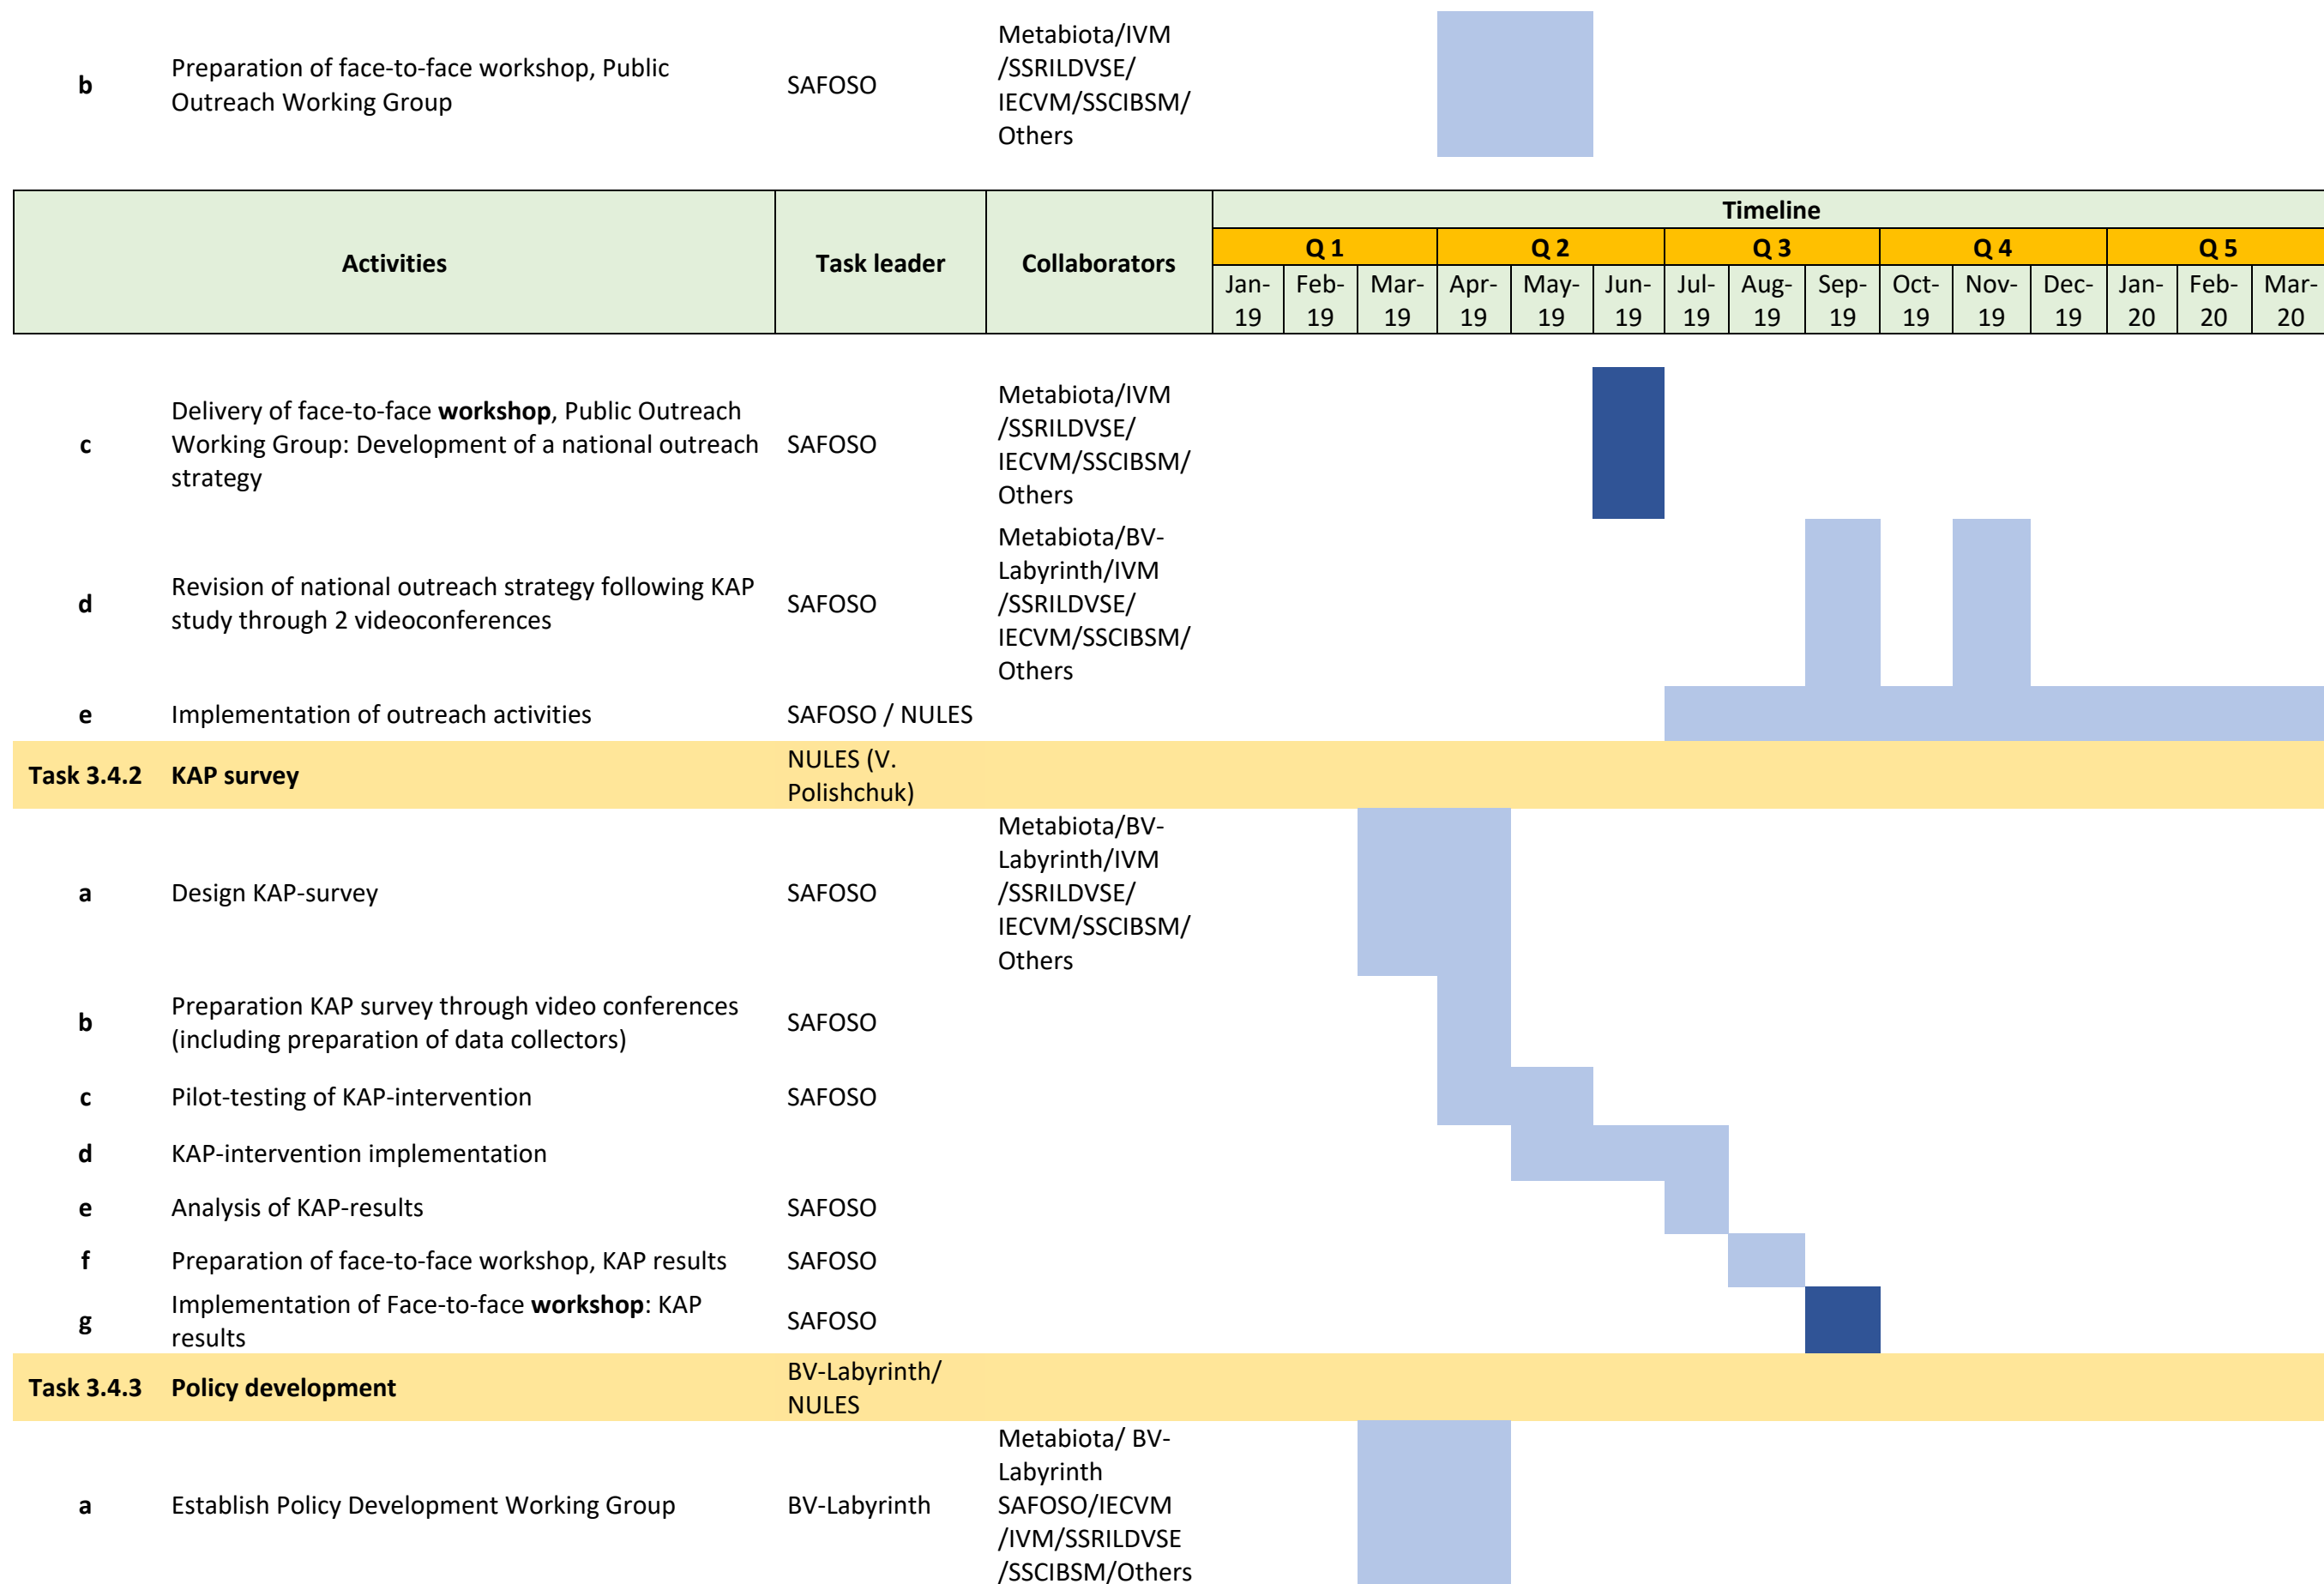 b
Preparation of face-to-face workshop, Public
Outreach Working Group
SAFOSO
Metabiota/IVM
/SSRILDVSE/
IECVM/SSCIBSM/
Others
Activities
Task leader
Collaborators
Timeline
Q 1
Q 2
Q 3
Q 4
Q 5
Jan-
19
Feb-
19
Mar-
19
Apr-
19
May-
19
Jun-
19
Jul-
19
Aug-
19
Sep-
19
Oct-
19
Nov-
19
Dec-
19
Jan-
20
Feb-
20
Mar-
20
c
Delivery of face-to-face workshop, Public Outreach
Working Group: Development of a national outreach
strategy
SAFOSO
Metabiota/IVM
/SSRILDVSE/
IECVM/SSCIBSM/
Others
d
Revision of national outreach strategy following KAP
study through 2 videoconferences
SAFOSO
Metabiota/BV-
Labyrinth/IVM
/SSRILDVSE/
IECVM/SSCIBSM/
Others
e
Implementation of outreach activities
SAFOSO / NULES
Task 3.4.2
KAP survey
NULES (V.
Polishchuk)
a
Design KAP-survey
SAFOSO
Metabiota/BV-
Labyrinth/IVM
/SSRILDVSE/
IECVM/SSCIBSM/
Others
b
Preparation KAP survey through video conferences
(including preparation of data collectors)
SAFOSO
c
Pilot-testing of KAP-intervention
SAFOSO
d
KAP-intervention implementation
e
Analysis of KAP-results
SAFOSO
f
Preparation of face-to-face workshop, KAP results
SAFOSO
g
Implementation of Face-to-face workshop: KAP
results
SAFOSO
Task 3.4.3
Policy development
BV-Labyrinth/
NULES
a
Establish Policy Development Working Group
BV-Labyrinth
Metabiota/ BV-
Labyrinth
SAFOSO/IECVM
/IVM/SSRILDVSE
/SSCIBSM/Others